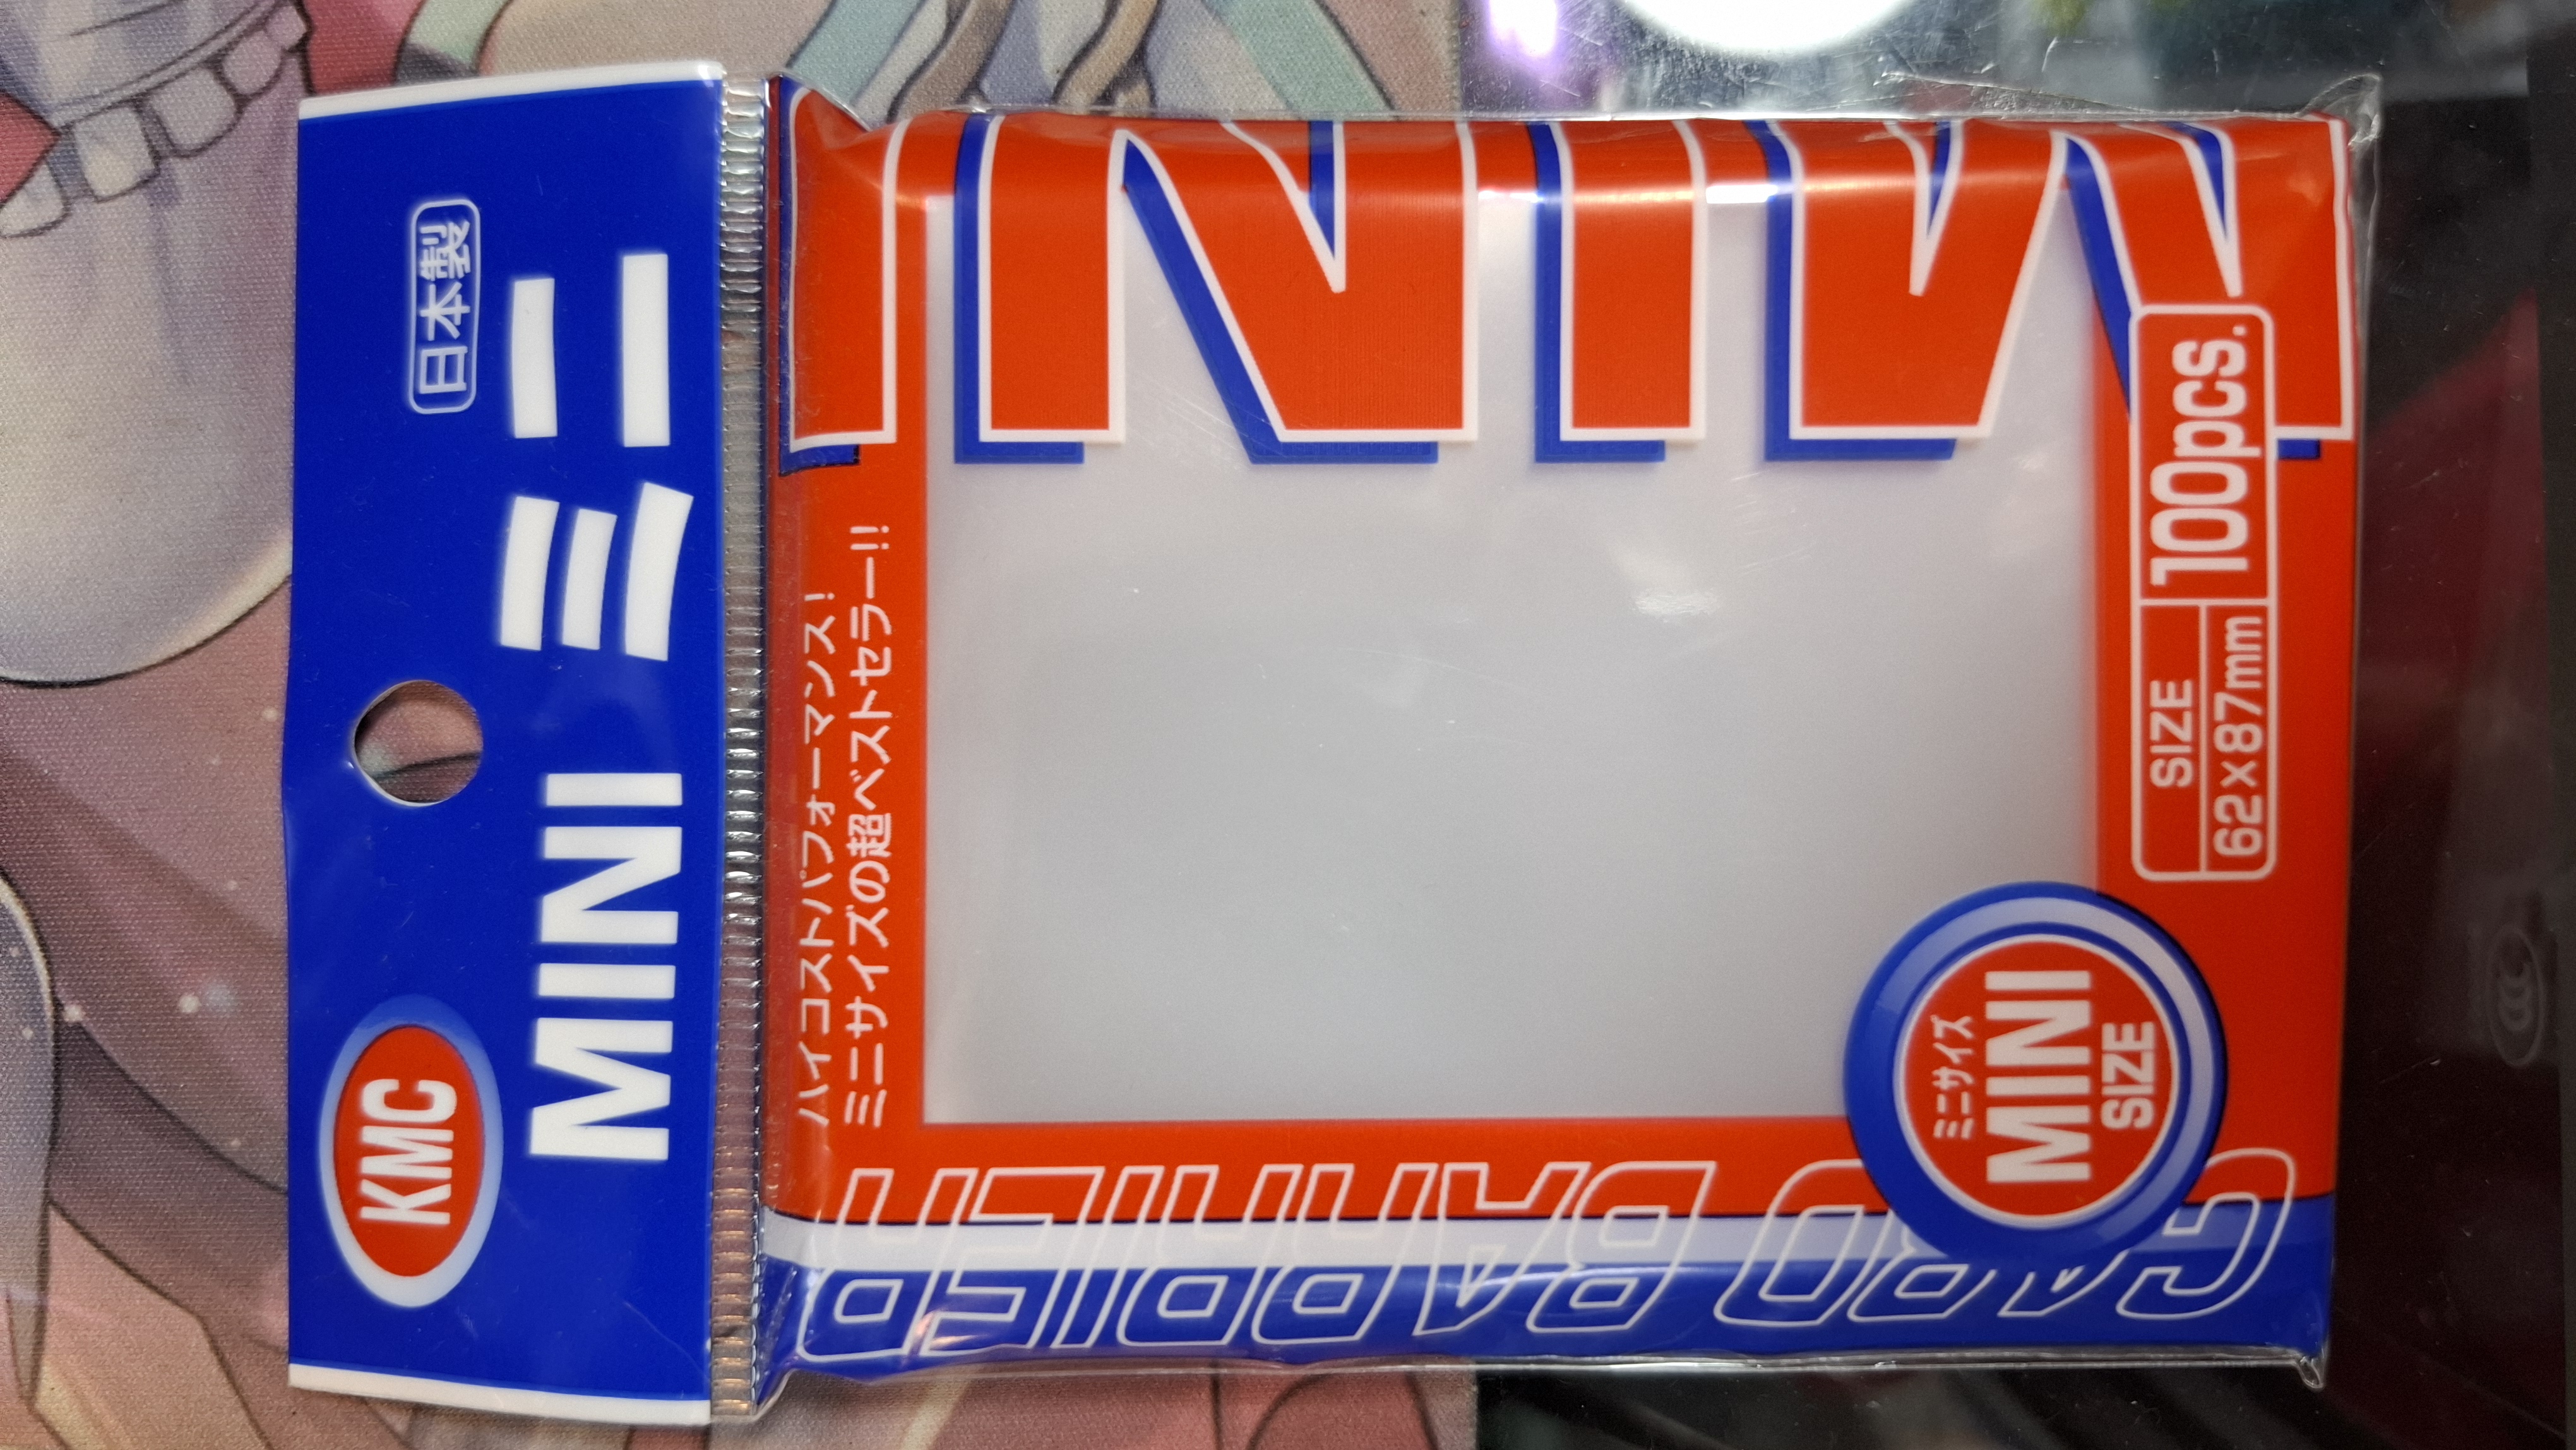 KMC
日本製
MINI ミニ
ハイコストパフォーマンス!
ミニサイズの超ベストセラー!!
MINI
CARD BARRIER
ミニサイズ
MINI
SIZE
SIZE
62×87mm
100pcs.